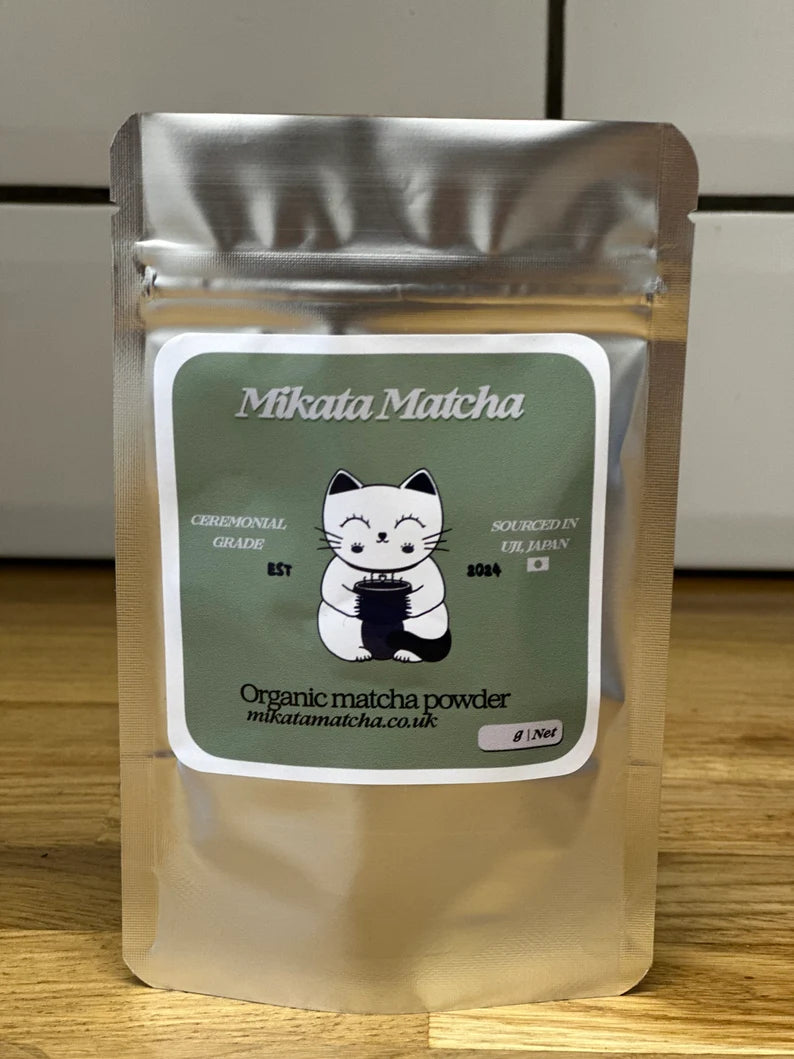 Mikata Matcha
CEREMONIAL
GRADE
SOURCED IN
UJI, JAPAN
EST
2024
Organic matcha powder
mikatamatcha.co.uk
g | Net